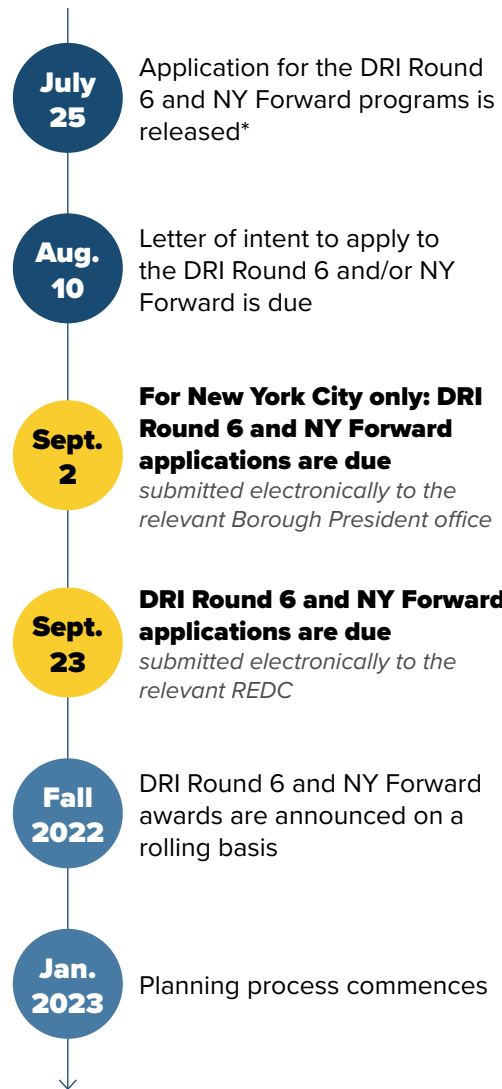 July
25
Application for the DRI Round
6 and NY Forward programs is
released*
Aug.
10
Letter of intent to apply to
the DRI Round 6 and/or NY
Forward is due
Sept.
2
For New York City only: DRI
Round 6 and NY Forward
applications are due
submitted electronically to the
relevant Borough President office
Sept.
23
DRI Round 6 and NY Forward
applications are due
submitted electronically to the
relevant REDC
Fall
2022
DRI Round 6 and NY Forward
awards are announced on a
rolling basis
Jan.
2023
Planning process commences